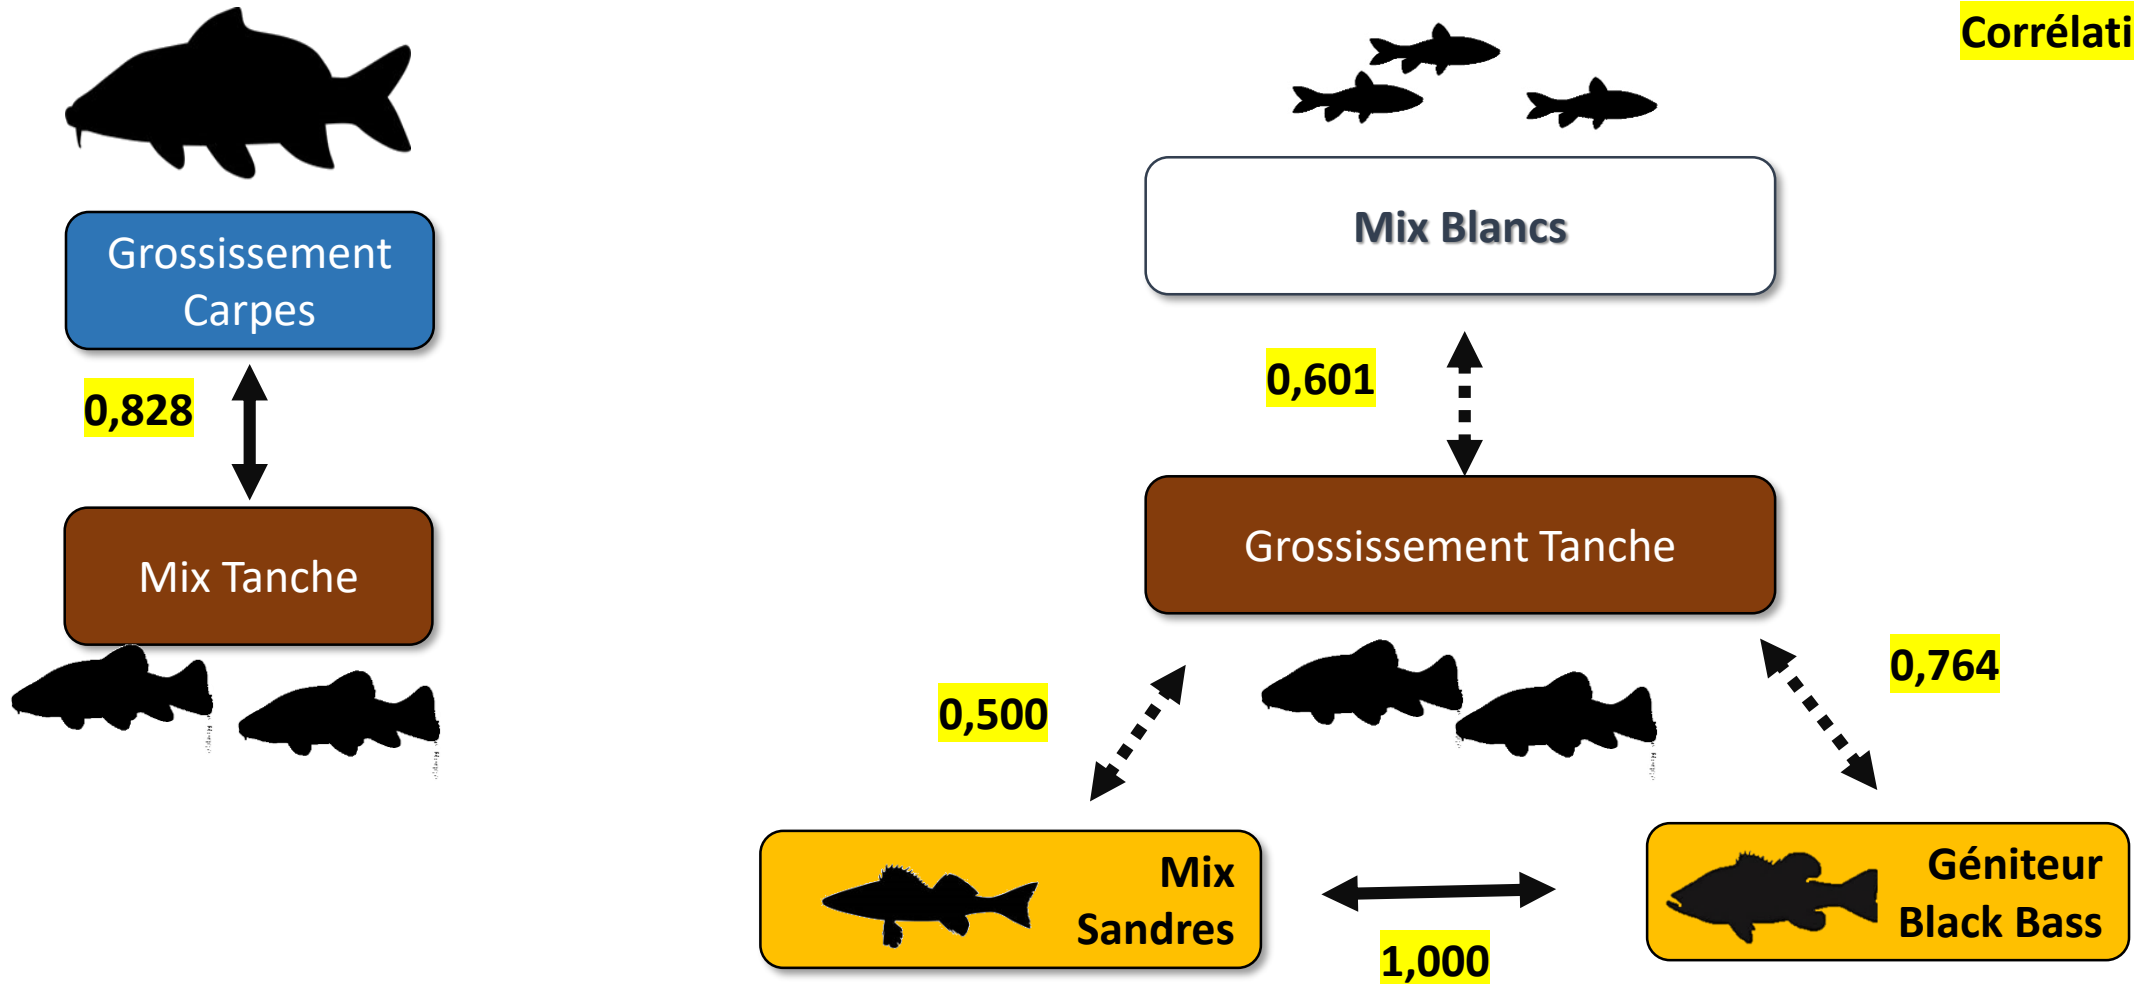 Corrélati
Grossissement
Carpes
0,828
Mix Tanche
Mix Blancs
0,601
Grossissement Tanche
0,500
0,764
Mix
Sandres
1,000
Géniteur
Black Bass